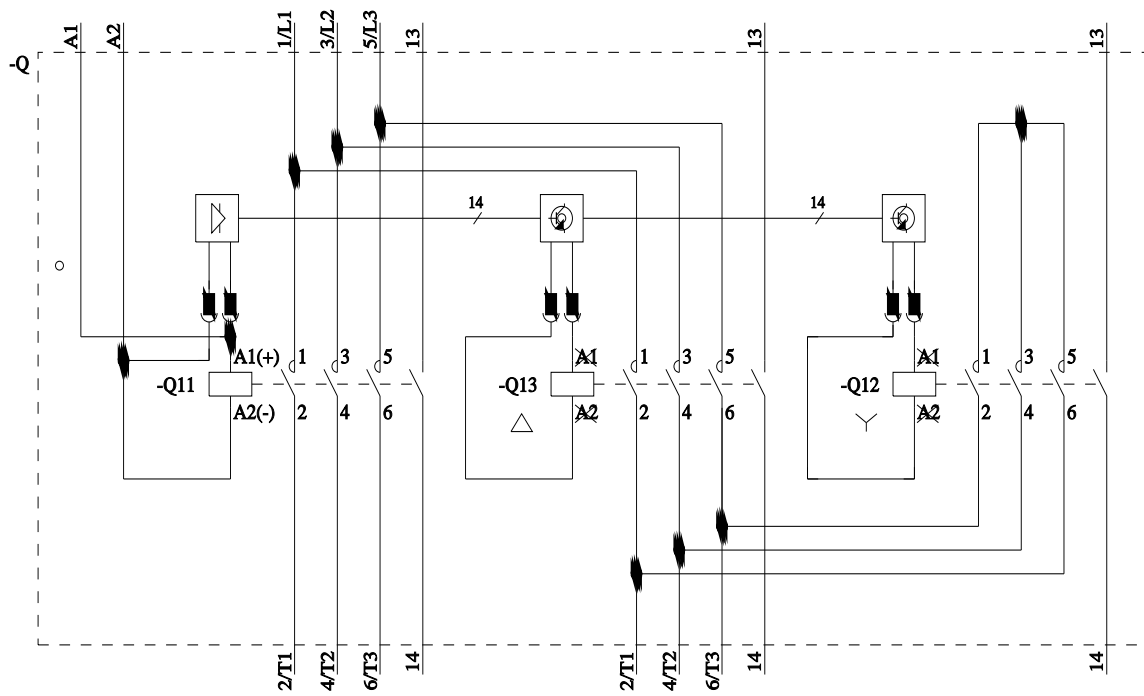 A1 A2 1/L1 3/L2 5/L3 13 13 13
-Q
14 14
A1(+) 1 3 5 A1 1 3 5 A1 1 3 5
-Q11 -Q13 -Q12
A2(-) 2 4 6 A2 2 4 6 A2 2 4 6
2/T1 4/T2 6/T3 14 2/T1 4/T2 6/T3 14 14